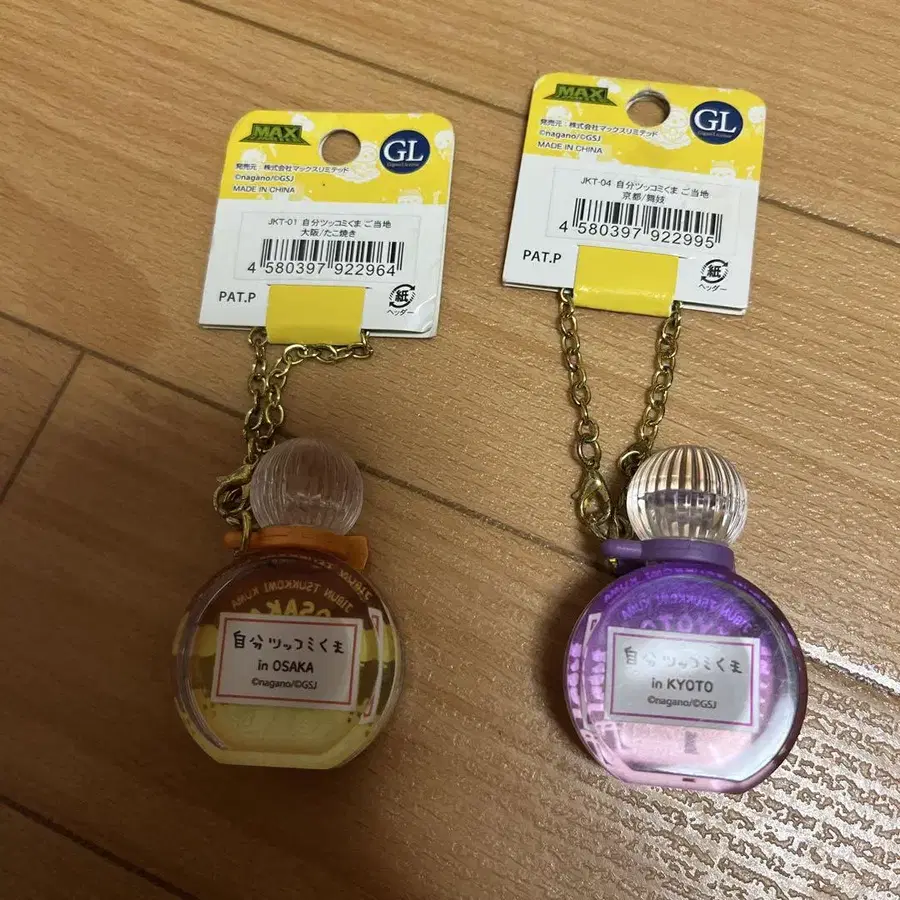 MAX
GL
発売元:株式会社マックスリミテッド
©nagano/©GSJ
MADE IN CHINA
JKT-01 自分ツッコミくま ご当地
大阪/たこ焼き
4 580397 922964
PAT.P
紙
ヘッダー
JIBUN TSUKKOMI KUMA
OSAKA
自分ツッコミくま
in OSAKA
©nagano/©GSJ
MAX
GL
発売元:株式会社マックスリミテッド
©nagano/©GSJ
MADE IN CHINA
JKT-04 自分ツッコミくま ご当地
京都/舞妓
4 580397 922995
PAT.P
紙
ヘッダー
KYOTO
自分ツッコミくま
in KYOTO
©nagano/©GSJ